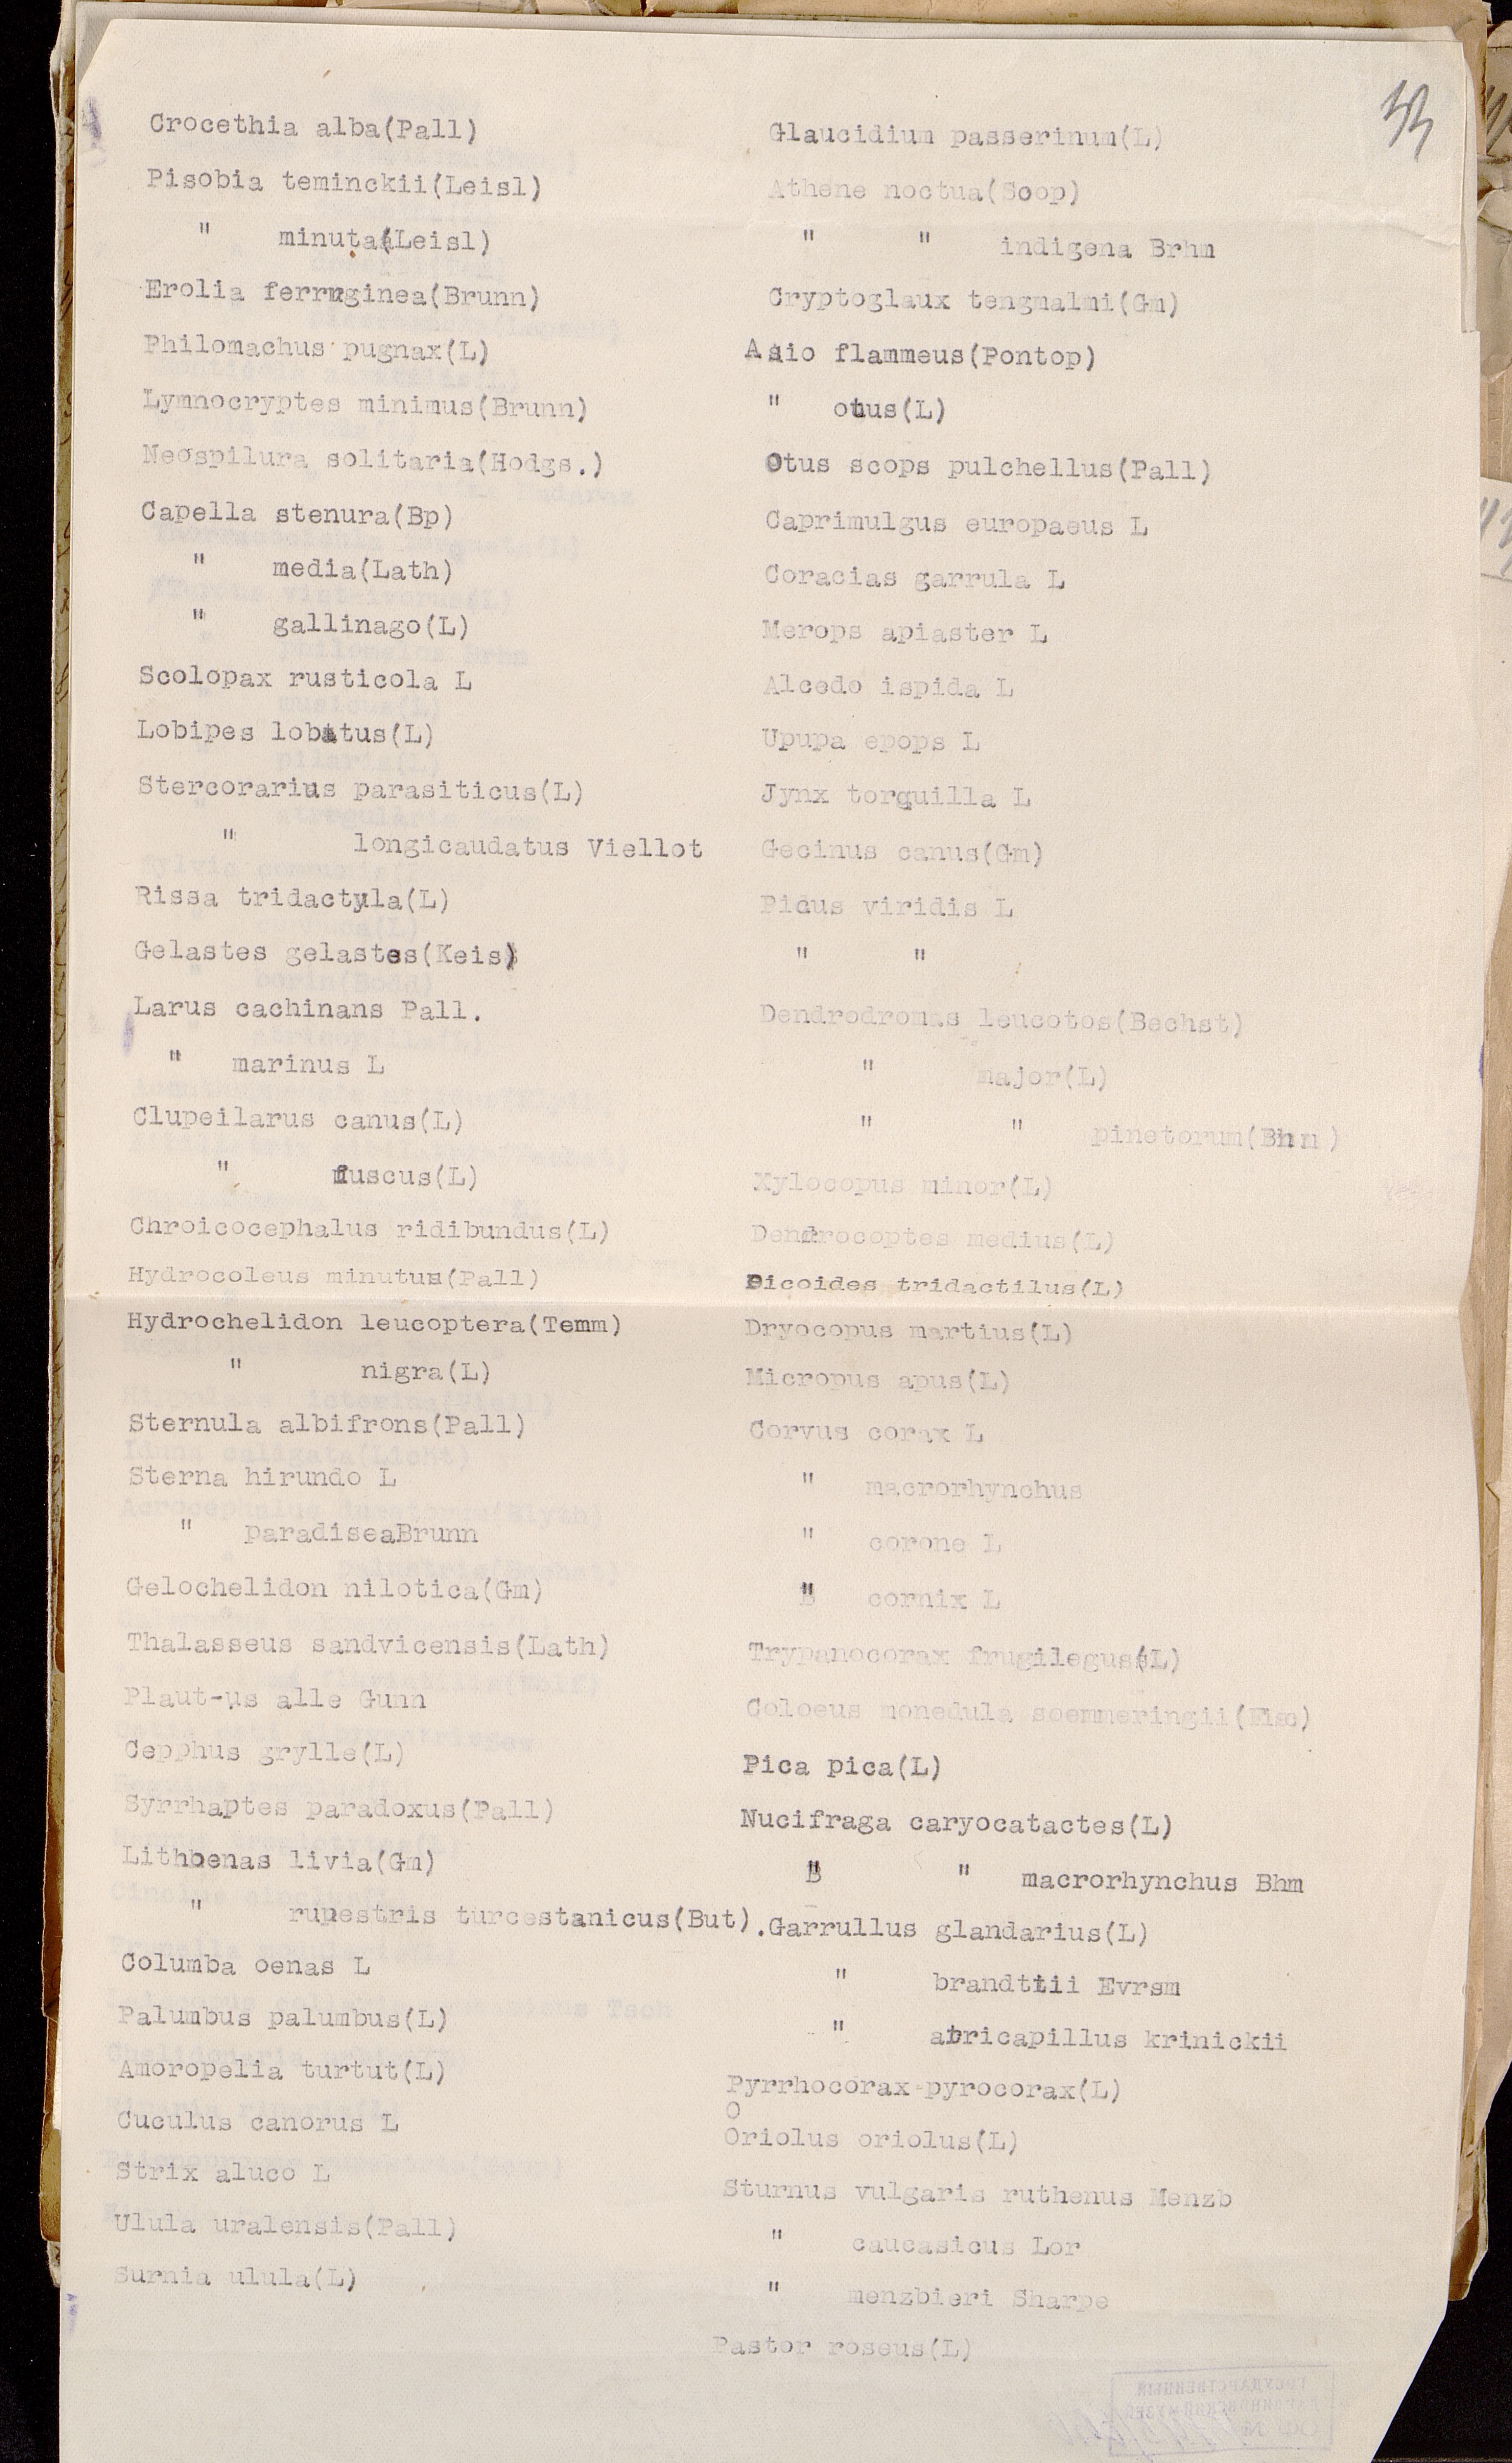 Crocethia alba(Pall)
Pisobia teminckii(Leisl)
" minuta(Leisl)
Erolia ferruginea(Brunn)
Philomachus pugnax(L)
Lymnocryptes minimus(Brunn)
Neospilura solitaria(Hodgs.)
Capella stenura(Bp)
" media(Lath)
" gallinago(L)
Scolopax rusticola L
Lobipes lobatus(L)
Stercorarius parasiticus(L)
" longicaudatus Viellot
Rissa tridactyla(L)
Gelastes gelastes(Keis)
Larus cachinans Pall.
" marinus L
Clupeilarus canus(L)
" fuscus(L)
Chroicocephalus ridibundus(L)
Hydrocoleus minutus(Pall)
Hydrochelidon leucoptera(Temm)
" nigra(L)
Sternula albifrons(Pall)
Sterna hirundo L
" paradiseaBrunn
Gelochelidon nilotica(Gm)
Thalasseus sandvicensis(Lath)
Plaut-us alle Gunn
Cepphus grylle(L)
Syrrhaptes paradoxus(Pall)
Lithoenas livia(Gm)
" rupestris turcestanicus(But).
Columba oenas L
Palumbus palumbus(L)
Amoropelia turtut(L)
Cuculus canorus L
Strix aluco L
Ulula uralensis(Pall)
Surnia ulula(L)
Glaucidium passerinum(L)
Athene noctua(Scop)
" " indigena Brhm
Cryptoglaux tengmalmi(Gm)
Asio flammeus(Pontop)
" otus(L)
Otus scops pulchellus(Pall)
Caprimulgus europaeus L
Coracias garrula L
Merops apiaster L
Alcedo ispida L
Upupa epops L
Jynx torquilla L
Gecinus canus(Gm)
Picus viridis L
" "
Dendrodromas leucotos(Bechst)
" major(L)
" " pinetorum(Bhm)
Xylocopus minor(L)
Dendrocoptes medius(L)
Picoides tridactilus(L)
Dryocopus martius(L)
Micropus apus(L)
Corvus corax L
" macrorhynchus
" corone L
" cornix L
Trypanocorax frugilegus(L)
Coloeus monedula soemmeringii(Fisc)
Pica pica(L)
Nucifraga caryocatactes(L)
" " macrorhynchus Bhm
Garrullus glandarius(L)
" brandttii Evrsm
" atricapillus krinickii
Pyrrhocorax-pyrocorax(L)
O
Oriolus oriolus(L)
Sturnus vulgaris ruthenus Menzb
" caucasicus Lor
" menzbieri Sharpe
Pastor roseus(L)
ГОСУДАРСТВЕННЫЙ